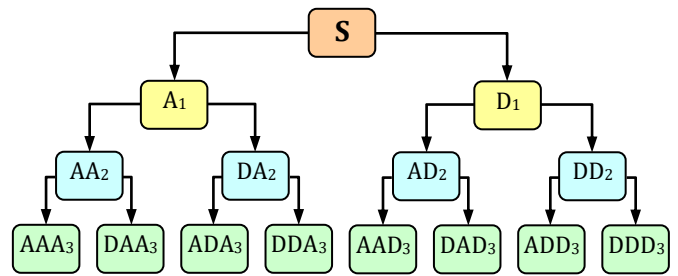 S
A₁ D₁
AA₂ DA₂ AD₂ DD₂
AAA₃ DAA₃ ADA₃ DDA₃ AAD₃ DAD₃ ADD₃ DDD₃